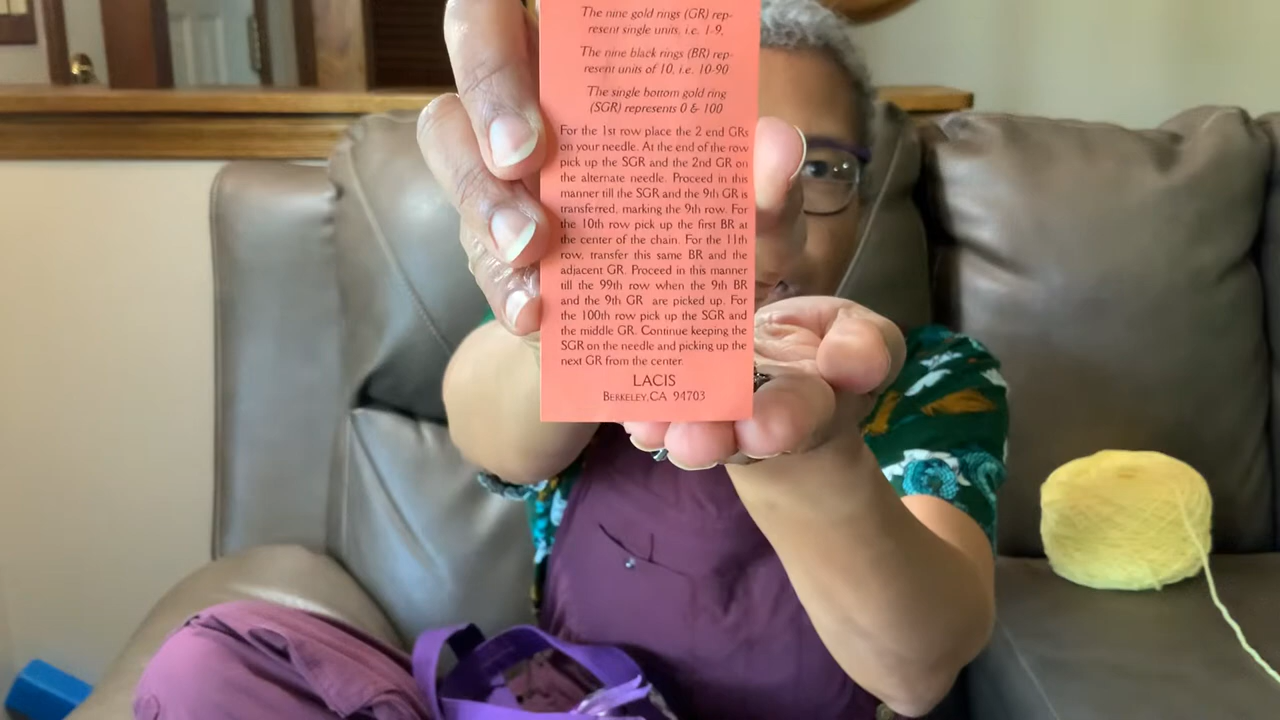 The nine gold rings (GR) rep-
resent single units, i.e. 1-9,
The nine black rings (BR) rep-
resent units of 10, i.e. 10-90
The single bottom gold ring
(SGR) represents 0 & 100
For the 1st row place the 2 end GRs
on your needle. At the end of the row
pick up the SGR and the 2nd GR on
the alternate needle. Proceed in this
manner till the SGR and the 9th GR is
transferred, marking the 9th row. For
the 10th row pick up the first BR at
the center of the chain. For the 11th
row, transfer this same BR and the
adjacent GR. Proceed in this manner
till the 99th row when the 9th BR
and the 9th GR are picked up. For
the 100th row pick up the SGR and
the middle GR. Continue keeping the
SGR on the needle and picking up the
next GR from the center.
LACIS
BERKELEY, CA 94703